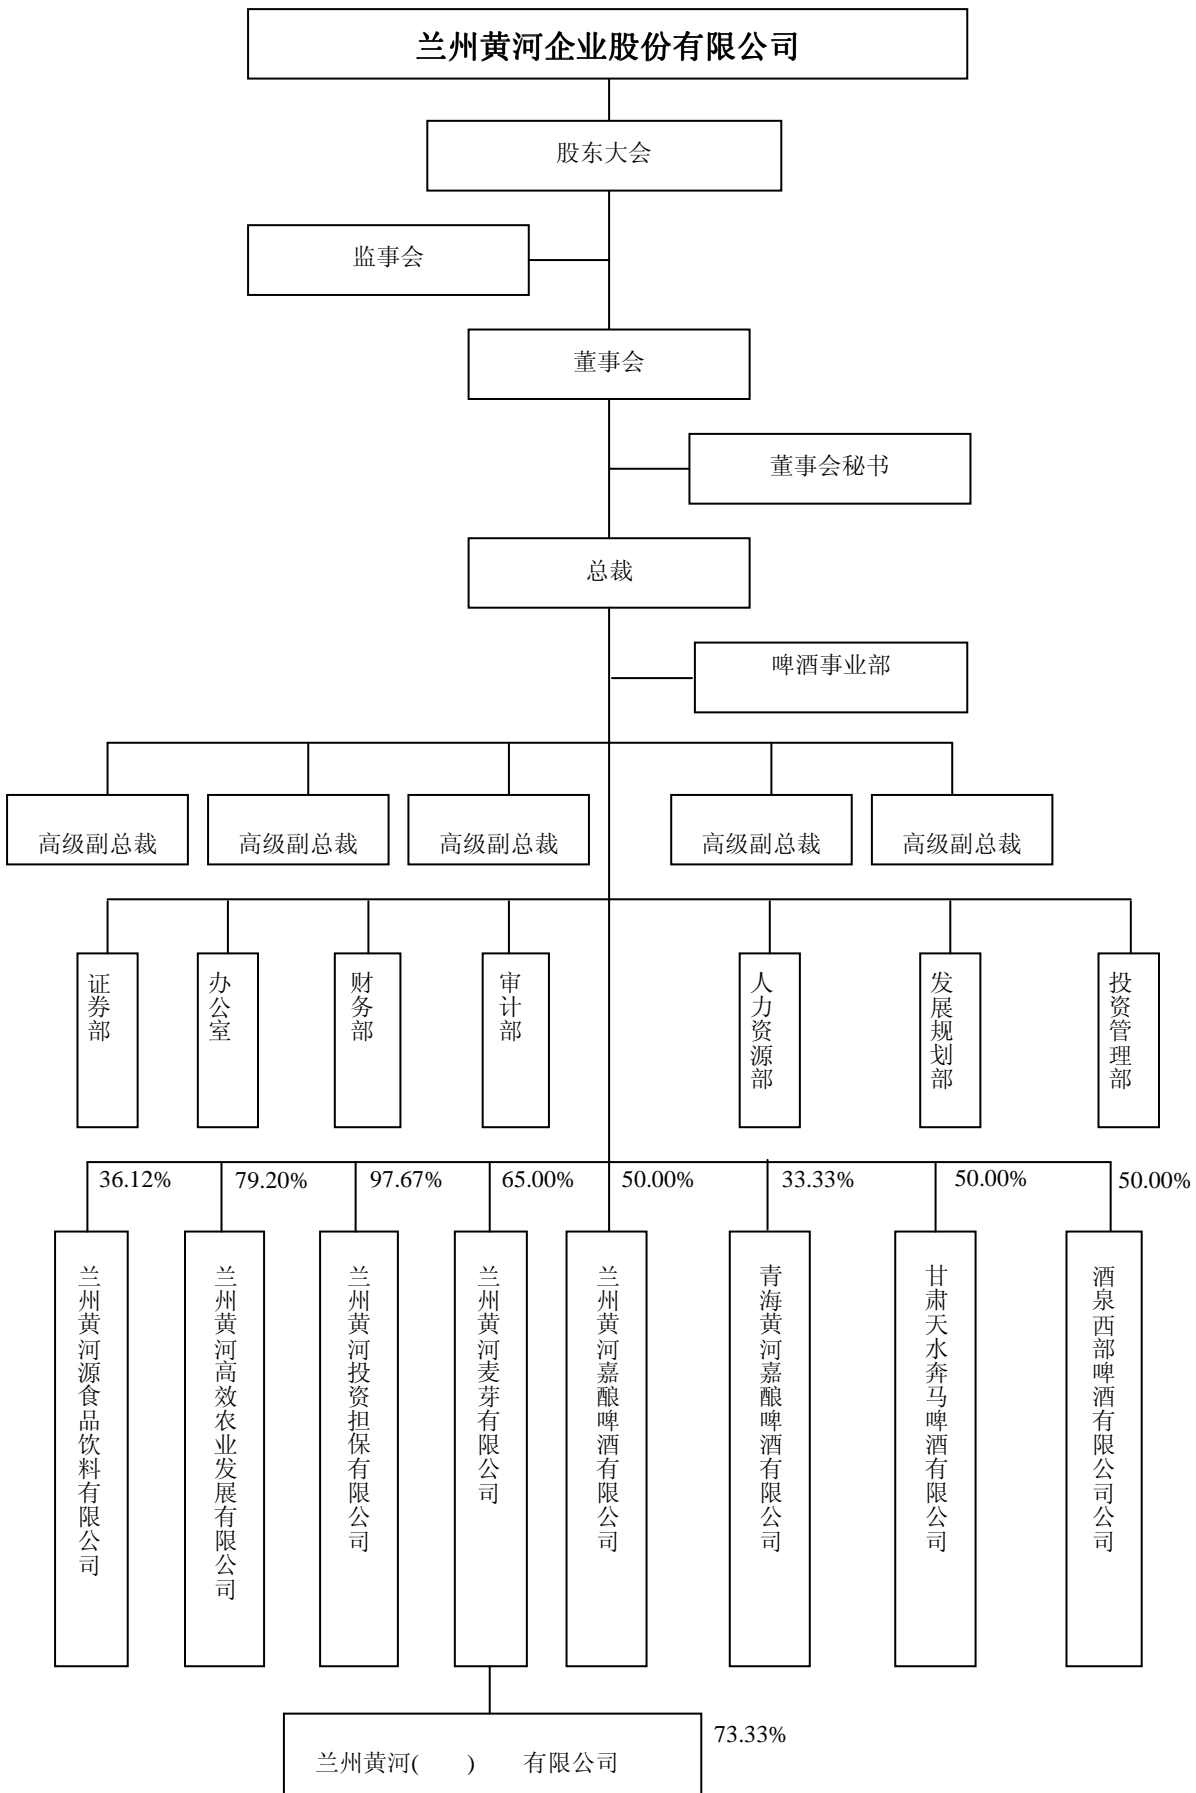 兰州黄河企业股份有限公司
股东大会
监事会
董事会
董事会秘书
总裁
啤酒事业部
高级副总裁
高级副总裁
高级副总裁
高级副总裁
高级副总裁
证券部
办公室
财务部
审计部
人力资源部
发展规划部
投资管理部
36.12%
79.20%
97.67%
65.00%
50.00%
33.33%
50.00%
50.00%
兰州黄河源食品饮料有限公司
兰州黄河高效农业发展有限公司
兰州黄河投资担保有限公司
兰州黄河麦芽有限公司
兰州黄河嘉酿啤酒有限公司
青海黄河嘉酿啤酒有限公司
甘肃天水奔马啤酒有限公司
酒泉西部啤酒有限公司公司
73.33%
兰州黄河(　　)　　有限公司